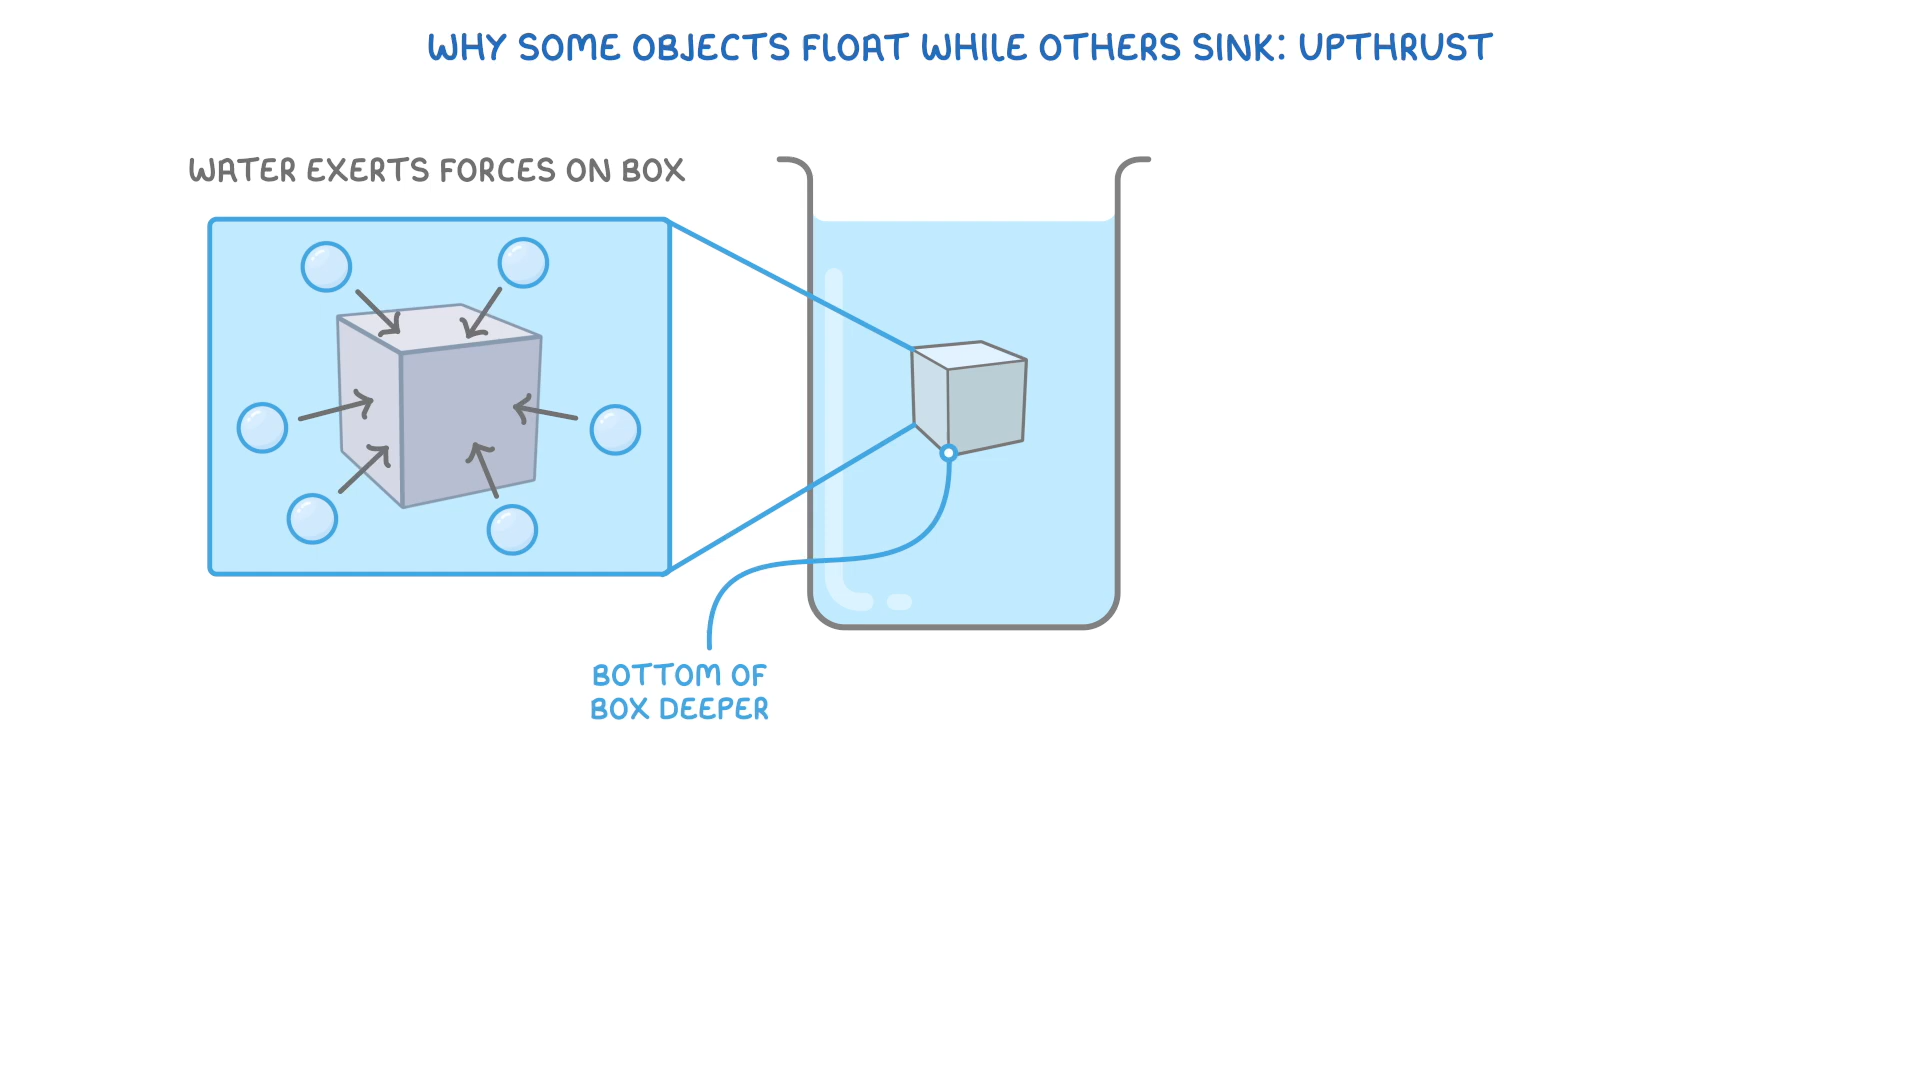 WHY SOME OBJECTS FLOAT WHILE OTHERS SINK: UPTHRUST
WATER EXERTS FORCES ON BOX
BOTTOM OF
BOX DEEPER